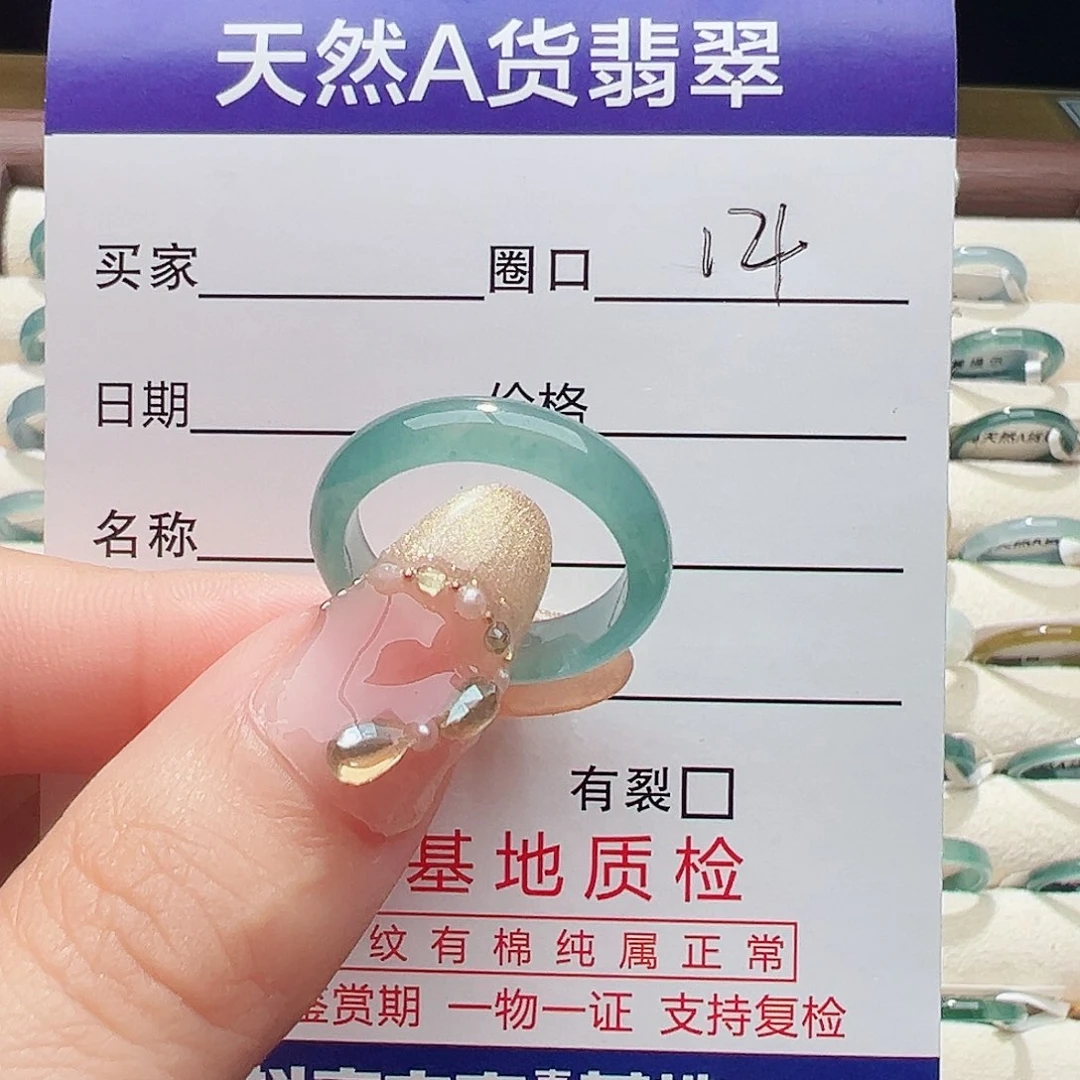 天然A货翡翠
买家 圈口 14
日期 价格
名称
有裂□
基地质检
纹有棉纯属正常
鉴赏期 一物一证 支持复检